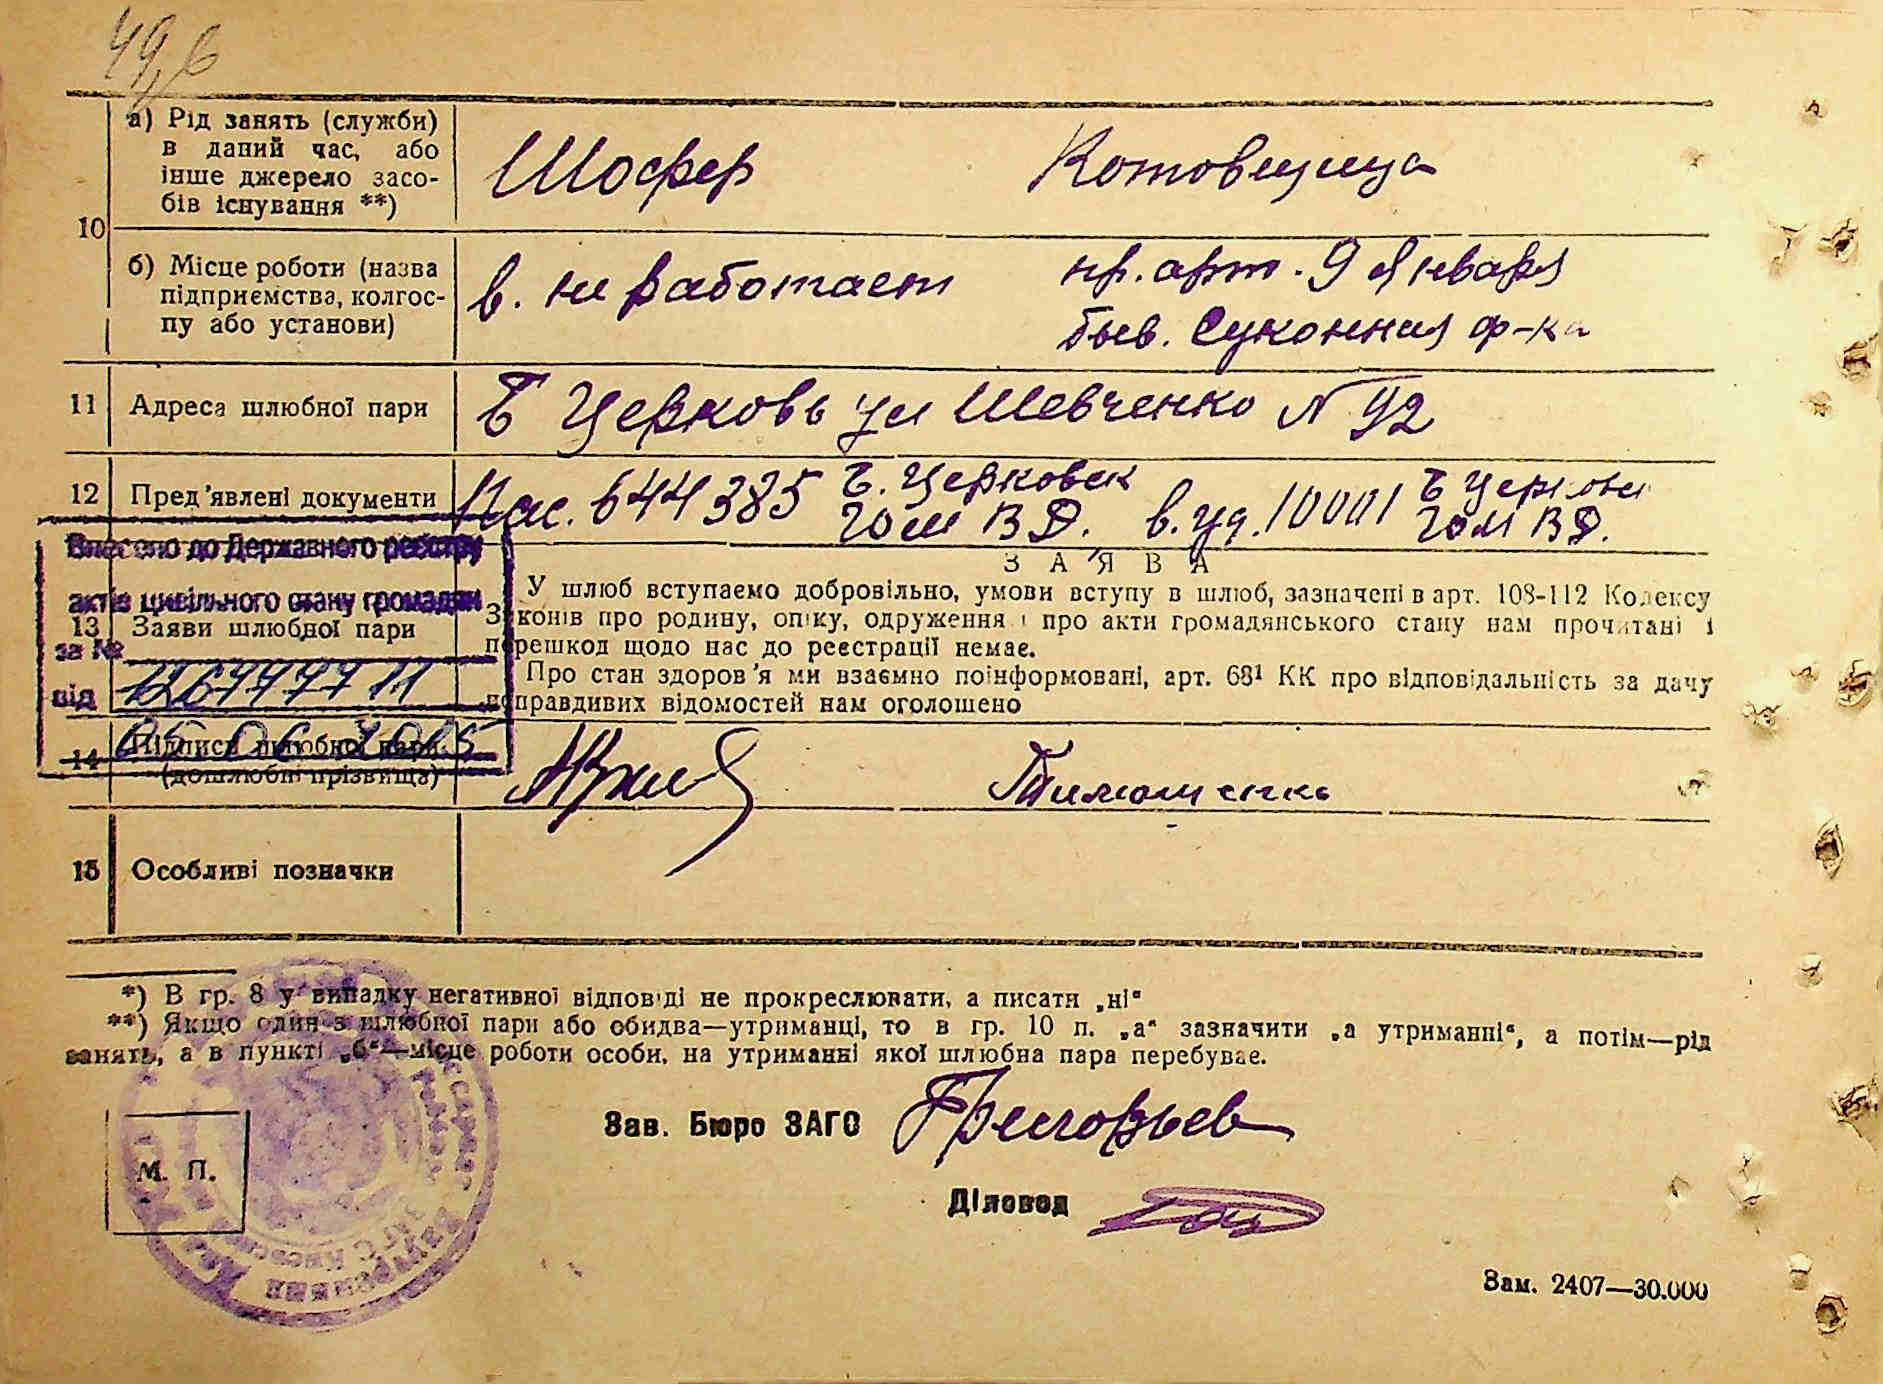 49,6
а) Рід занять (служби)
в даний час, або
інше джерело засо-
бів існування **)
Шофер
Котовщица
10
б) Місце роботи (назва
підприємства, колгос-
пу або установи)
в. не работает
пр. арт. 9 Января
быв. Суконная ф-ка
11 Адреса шлюбної пари
Б Церковь ул Шевченко N 92
12 Пред'явлені документи
Пас. 644385 Б. Церковск
ГОМ ВД. в. уд. 10001 Б Церковск
ГОМ ВД.
Внесено до Державного реєстру
актів цивільного стану громадян
за №
від
13 Заяви шлюбної пари
З А Я В А
У шлюб вступаємо добровільно, умови вступу в шлюб, зазначені в арт. 108-112 Кодексу
Законів про родину, опіку, одруження і про акти громадянського стану нам прочитані і
перешкод щодо нас до реєстрації немає.
Про стан здоров'я ми взаємно поінформовані, арт. 68¹ КК про відповідальність за дачу
неправдивих відомостей нам оголошено
14 Підписи шлюбної пари
(дошлюбні прізвища)
Тимошенко
15 Особливі позначки
*) В гр. 8 у випадку негативної відповіді не прокреслювати, а писати „ні“
**) Якщо один з шлюбної пари або обидва—утриманці, то в гр. 10 п. „а“ зазначити „а утриманні“, а потім—рід
занять, а в пункті „б“—місце роботи особи, на утриманні якої шлюбна пара перебуває.
Зав. Бюро ЗАГС Григорьев
Діловод
М. П.
Зам. 2407—30.000